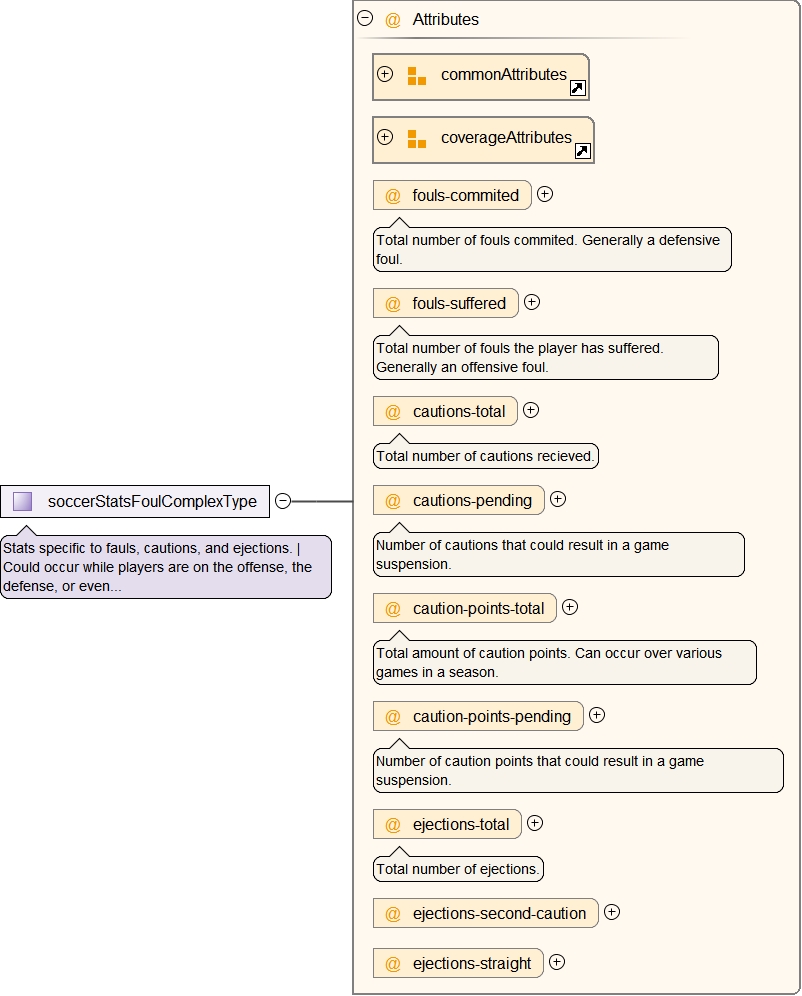 @ Attributes
commonAttributes
coverageAttributes
@ fouls-commited
Total number of fouls commited. Generally a defensive
foul.
@ fouls-suffered
Total number of fouls the player has suffered.
Generally an offensive foul.
@ cautions-total
Total number of cautions recieved.
@ cautions-pending
Number of cautions that could result in a game
suspension.
soccerStatsFoulComplexType
Stats specific to fauls, cautions, and ejections. |
Could occur while players are on the offense, the
defense, or even...
@ caution-points-total
Total amount of caution points. Can occur over various
games in a season.
@ caution-points-pending
Number of caution points that could result in a game
suspension.
@ ejections-total
Total number of ejections.
@ ejections-second-caution
@ ejections-straight